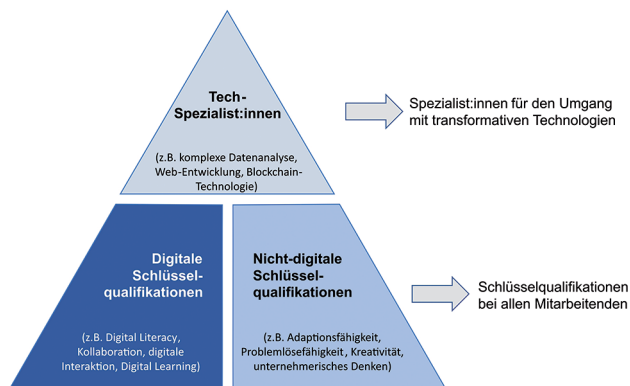 Tech-
Spezialist:innen
(z.B. komplexe Datenanalyse,
Web-Entwicklung, Blockchain-
Technologie)
Spezialist:innen für den Umgang
mit transformativen Technologien
Digitale
Schlüssel-
qualifikationen
(z.B. Digital Literacy,
Kollaboration, digitale
Interaktion, Digital Learning)
Nicht-digitale
Schlüssel-
qualifikationen
(z.B. Adaptionsfähigkeit,
Problemlösefähigkeit, Kreativität,
unternehmerisches Denken)
Schlüsselqualifikationen
bei allen Mitarbeitenden